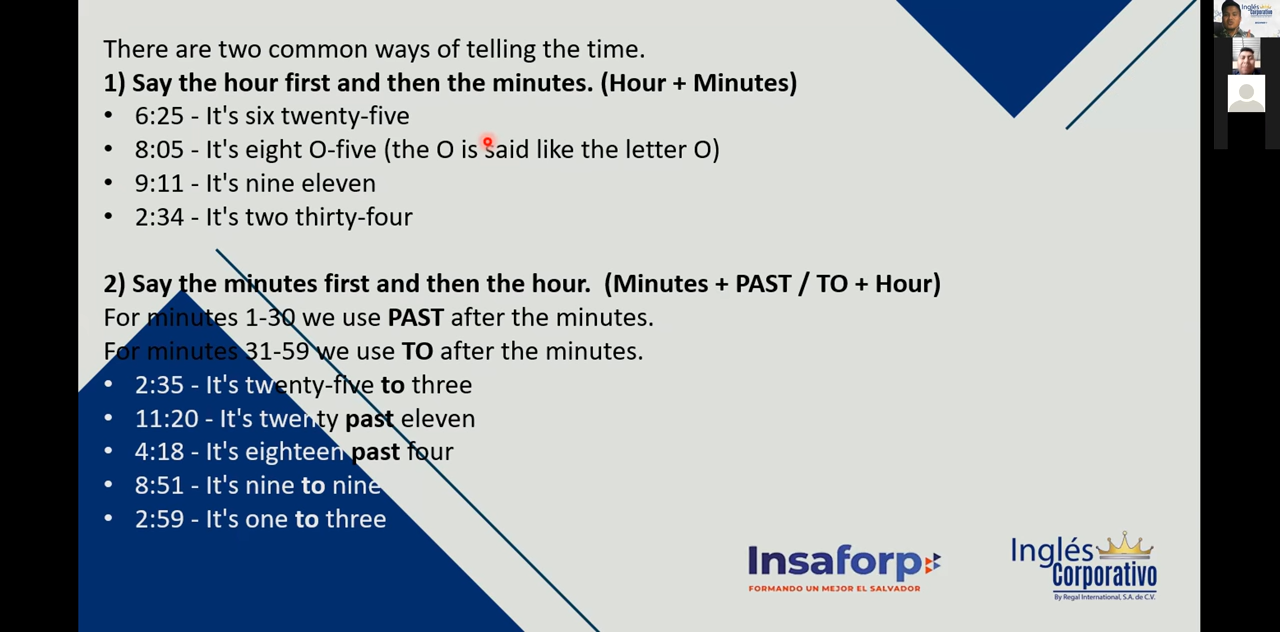 There are two common ways of telling the time.
1) Say the hour first and then the minutes. (Hour + Minutes)
• 6:25 - It's six twenty-five
• 8:05 - It's eight O-five (the O is said like the letter O)
• 9:11 - It's nine eleven
• 2:34 - It's two thirty-four
2) Say the minutes first and then the hour. (Minutes + PAST / TO + Hour)
For minutes 1-30 we use PAST after the minutes.
For minutes 31-59 we use TO after the minutes.
• 2:35 - It's twenty-five to three
• 11:20 - It's twenty past eleven
• 4:18 - It's eighteen past four
• 8:51 - It's nine to nine
• 2:59 - It's one to three
Insaforp
FORMANDO UN MEJOR EL SALVADOR
Inglés
Corporativo
By Regal International, S.A. de C.V.
Inglés
Corporativo